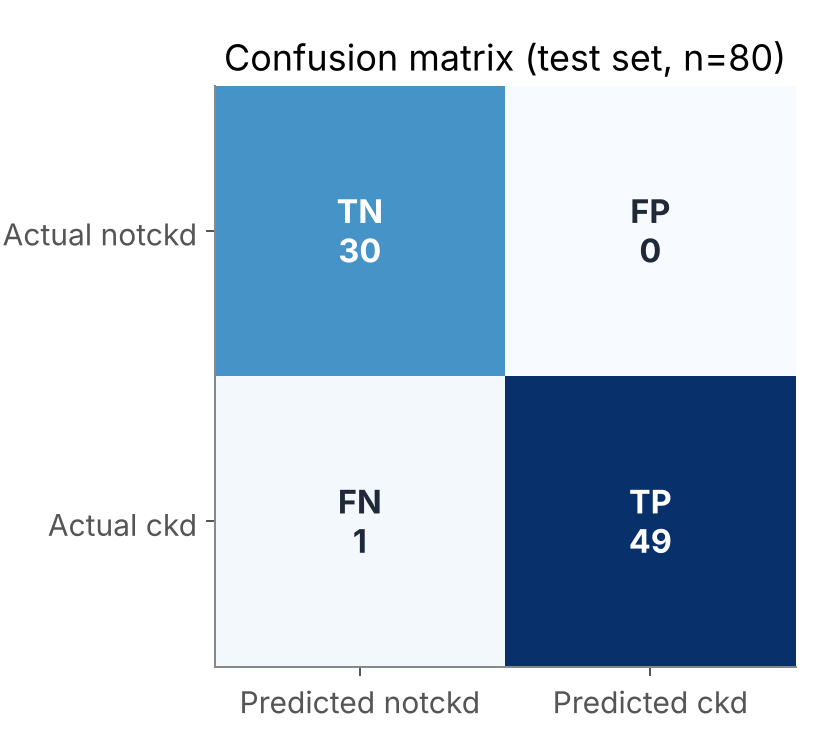 Confusion matrix (test set, n=80)
Actual notckd
TN
30
FP
0
Actual ckd
FN
1
TP
49
Predicted notckd
Predicted ckd